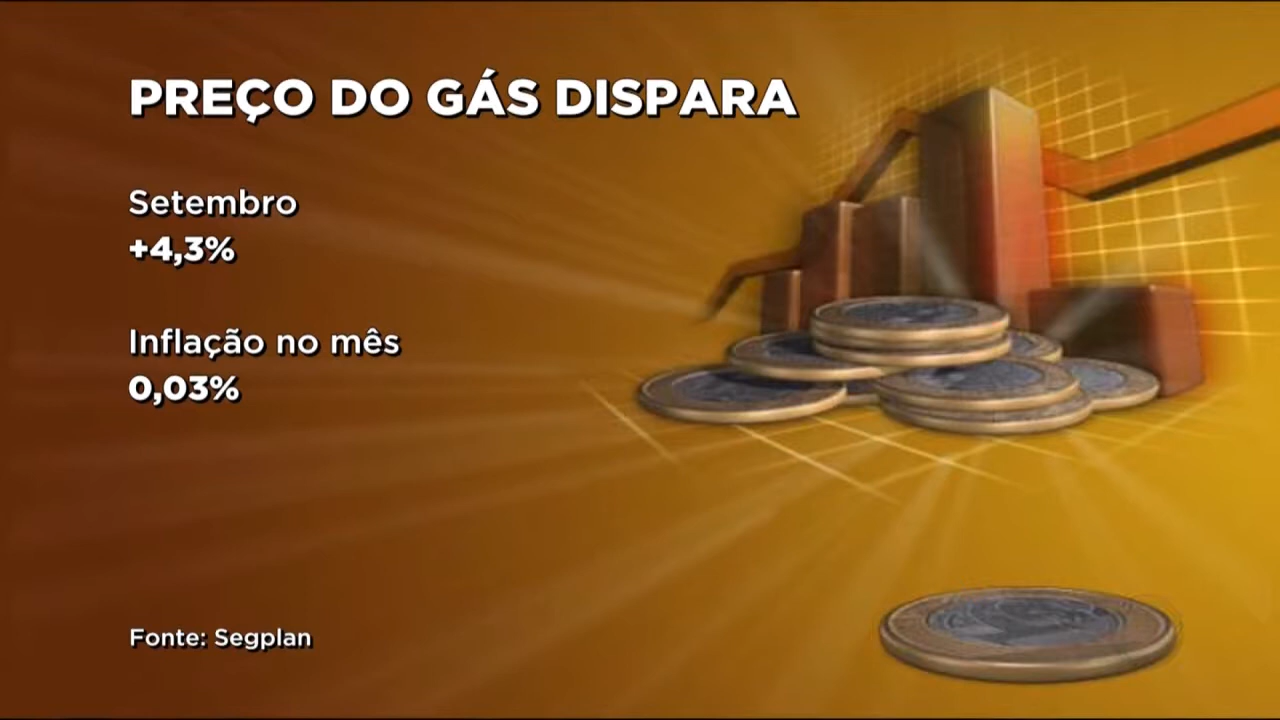 PREÇO DO GÁS DISPARA
Setembro
+4,3%
Inflação no mês
0,03%
Fonte: Segplan